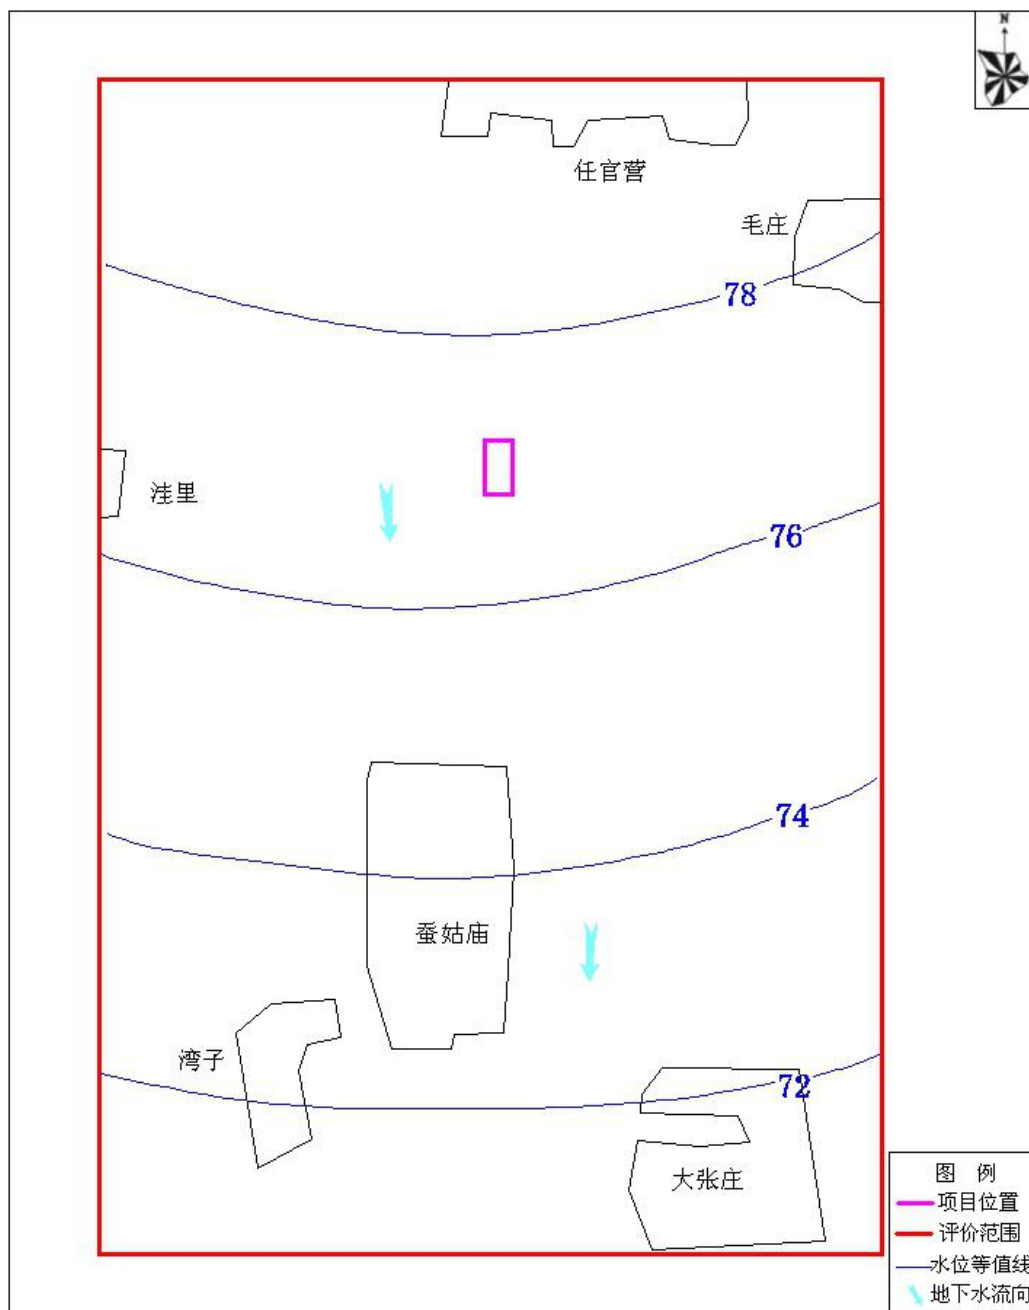 N
任官营
毛庄
78
洼里
76
74
蚕姑庙
湾子
72
大张庄
图 例
项目位置
评价范围
水位等值线
地下水流向